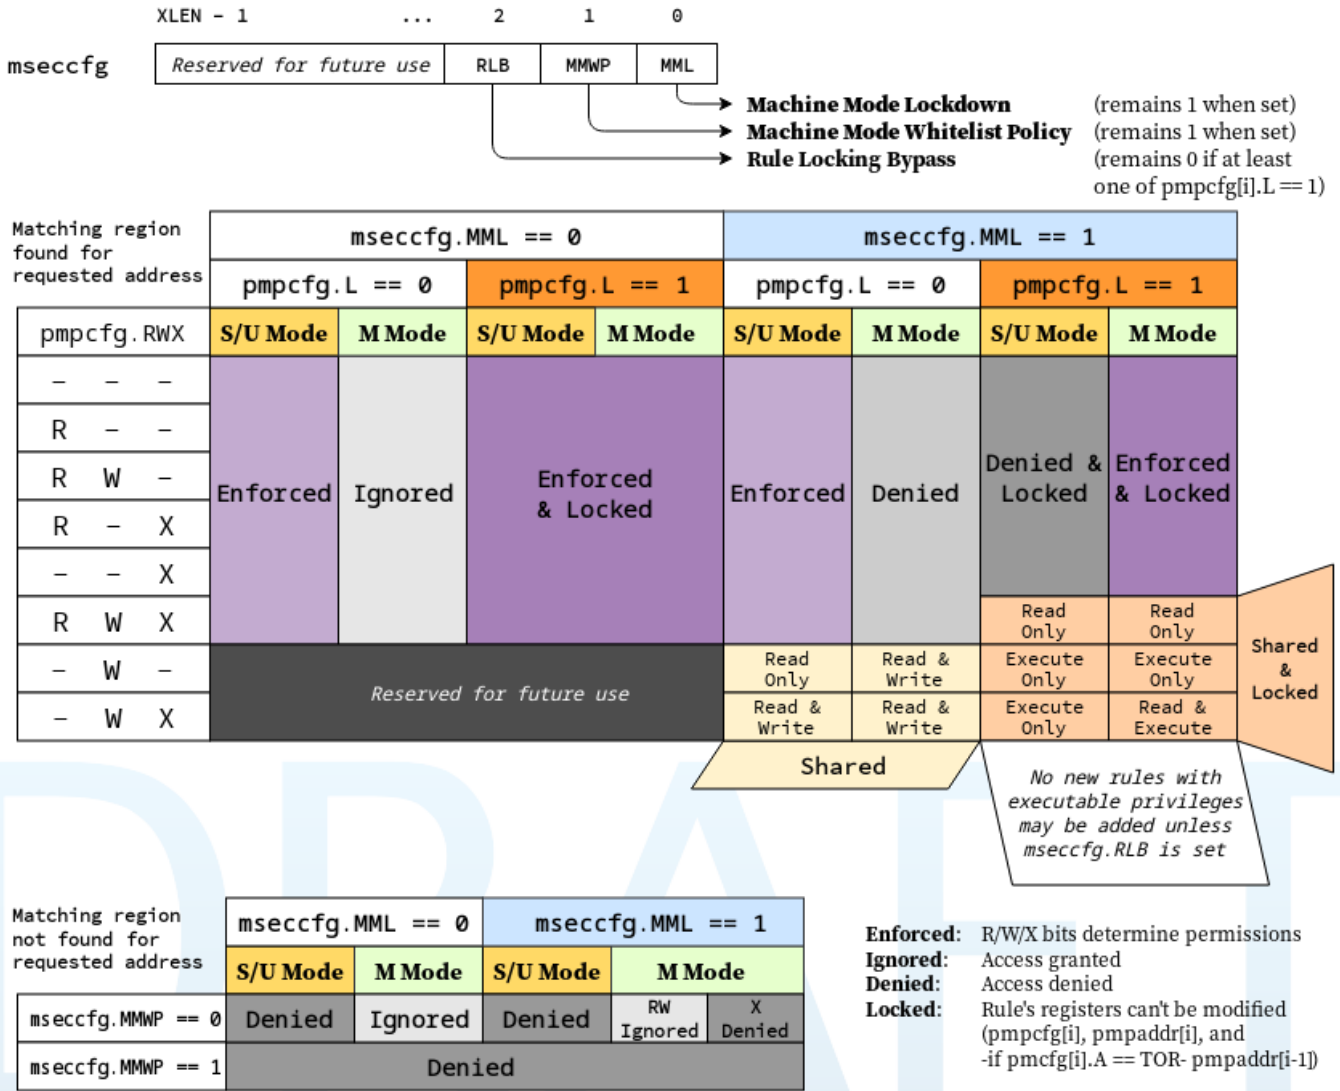 XLEN – 1 ... 2 1 0
mseccfg Reserved for future use RLB MMWP MML
Machine Mode Lockdown (remains 1 when set)
Machine Mode Whitelist Policy (remains 1 when set)
Rule Locking Bypass (remains 0 if at least
one of pmpcfg[i].L == 1)
Matching region
found for
requested address
mseccfg.MML == 0 mseccfg.MML == 1
pmpcfg.L == 0 pmpcfg.L == 1 pmpcfg.L == 0 pmpcfg.L == 1
pmpcfg.RWX S/U Mode M Mode S/U Mode M Mode S/U Mode M Mode S/U Mode M Mode
– – –
R – –
R W –
R – X
– – X
R W X
– W –
– W X
Enforced
Ignored
Enforced
& Locked
Enforced
Denied
Denied &
Locked
Enforced
& Locked
Read
Only
Read
Only
Reserved for future use
Read
Only
Read &
Write
Execute
Only
Execute
Only
Read &
Write
Read &
Write
Execute
Only
Read &
Execute
Shared
&
Locked
Shared
No new rules with
executable privileges
may be added unless
mseccfg.RLB is set
DRAFT
Matching region
not found for
requested address
mseccfg.MML == 0 mseccfg.MML == 1
S/U Mode M Mode S/U Mode M Mode
mseccfg.MMWP == 0 Denied Ignored Denied
RW
Ignored
X
Denied
mseccfg.MMWP == 1 Denied
Enforced: R/W/X bits determine permissions
Ignored: Access granted
Denied: Access denied
Locked: Rule's registers can't be modified
(pmpcfg[i], pmpaddr[i], and
-if pmcfg[i].A == TOR- pmpaddr[i-1])